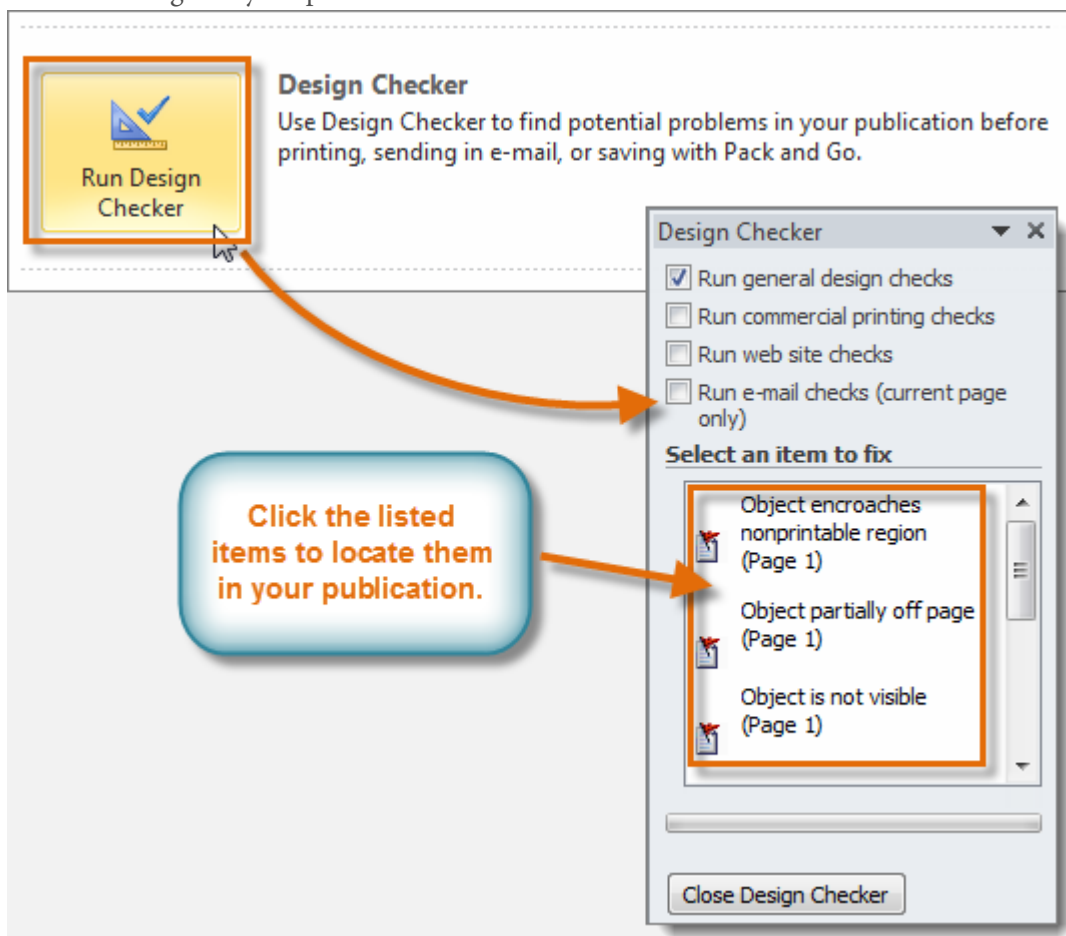 Design Checker
Use Design Checker to find potential problems in your publication before
printing, sending in e-mail, or saving with Pack and Go.
Run Design
Checker
Design Checker
Run general design checks
Run commercial printing checks
Run web site checks
Run e-mail checks (current page
only)
Select an item to fix
Object encroaches
nonprintable region
(Page 1)
Object partially off page
(Page 1)
Object is not visible
(Page 1)
Click the listed
items to locate them
in your publication.
Close Design Checker